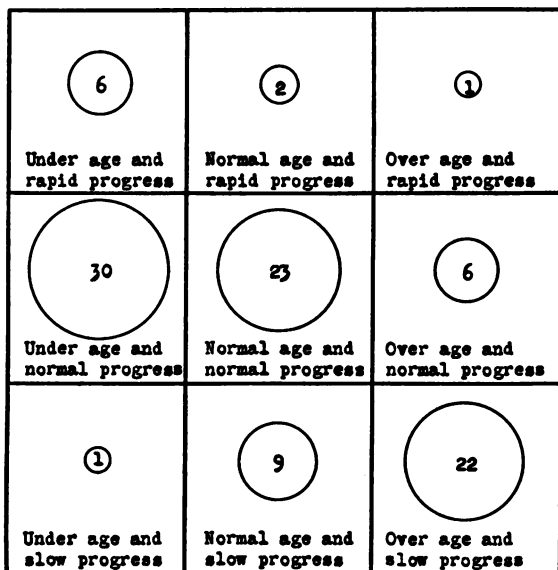 6 2 1
Under age and Normal age and Over age and
rapid progress rapid progress rapid progress
30 23 6
Under age and Normal age and Over age and
normal progress normal progress normal progress
1 9 22
Under age and Normal age and Over age and
slow progress slow progress slow progress